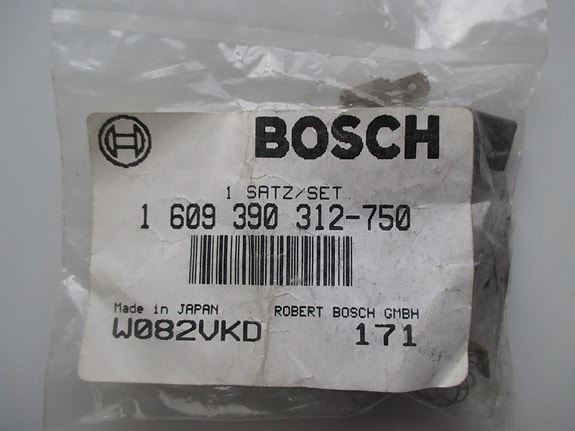 BOSCH
1 SATZ/SET
1 609 390 312-750
Made in JAPAN ROBERT BOSCH GMBH
W082VKD 171